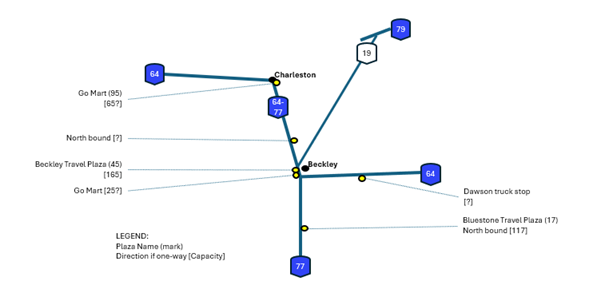 79
19
64
Charleston
Go Mart (95)
[65?]
64-
77
North bound [?]
Beckley Travel Plaza (45)
[165]
Beckley
64
Go Mart [25?]
Dawson truck stop
[?]
Bluestone Travel Plaza (17)
North bound [117]
LEGEND:
Plaza Name (mark)
Direction if one-way [Capacity]
77